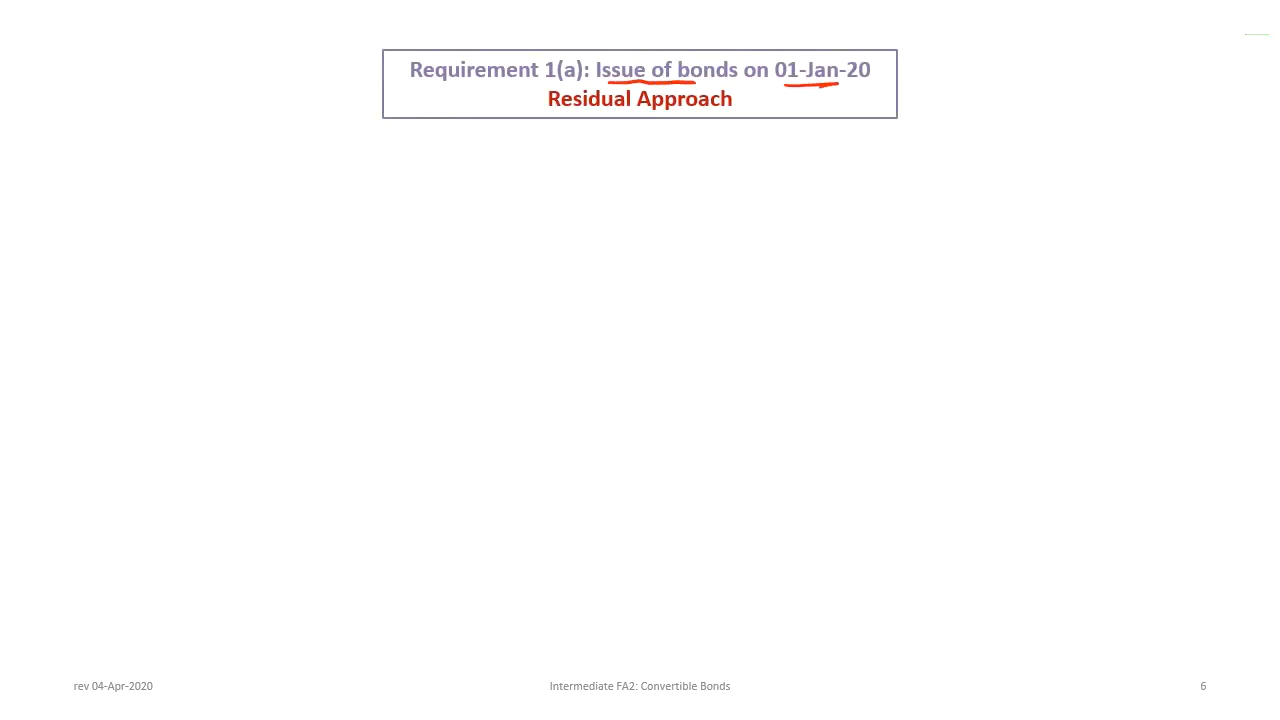 Requirement 1(a): Issue of bonds on 01-Jan-20
Residual Approach
rev 04-Apr-2020
Intermediate FA2: Convertible Bonds
6